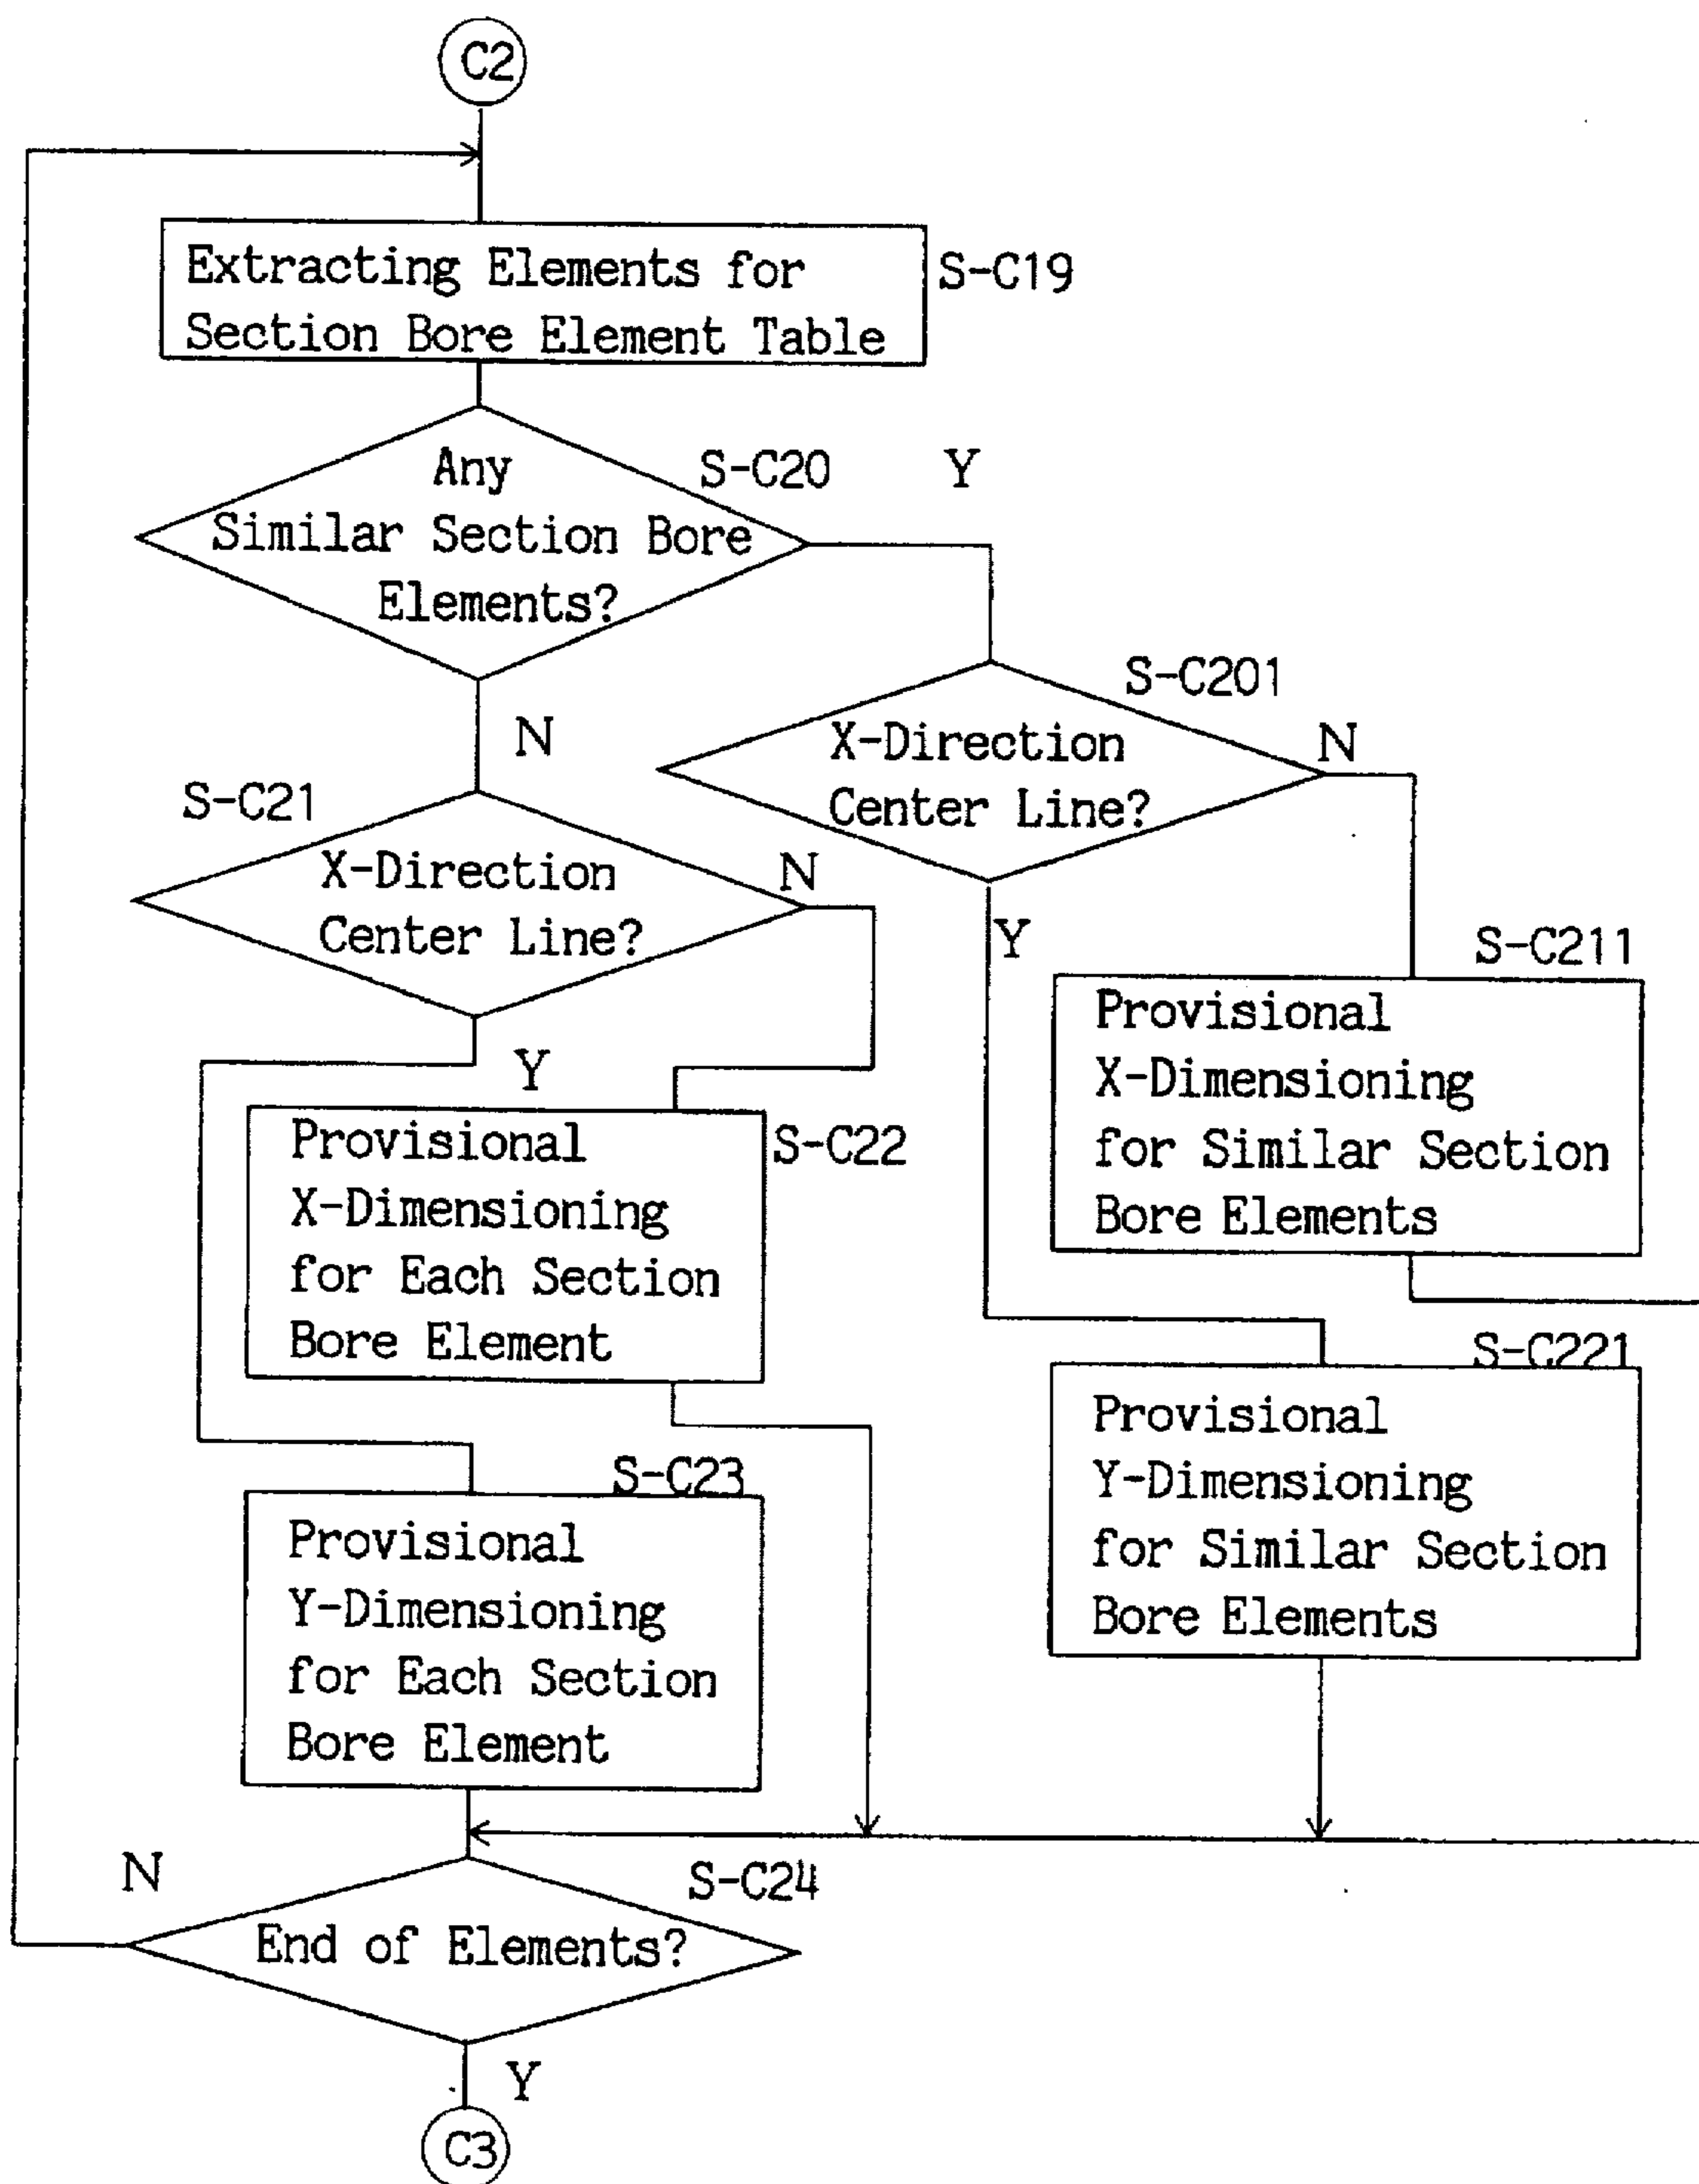 C2
Extracting Elements for
Section Bore Element Table
S-C19
Any
Similar Section Bore
Elements?
S-C20
Y
N
S-C201
X-Direction
Center Line?
N
Y
S-C21
X-Direction
Center Line?
N
Y
S-C211
Provisional
X-Dimensioning
for Similar Section
Bore Elements
S-C22
Provisional
X-Dimensioning
for Each Section
Bore Element
S-C221
Provisional
Y-Dimensioning
for Similar Section
Bore Elements
S-C23
Provisional
Y-Dimensioning
for Each Section
Bore Element
N
S-C24
End of Elements?
Y
C3